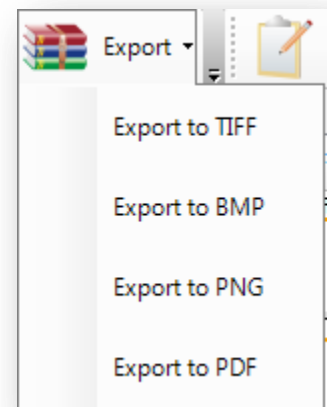 Export
Export to TIFF
Export to BMP
Export to PNG
Export to PDF